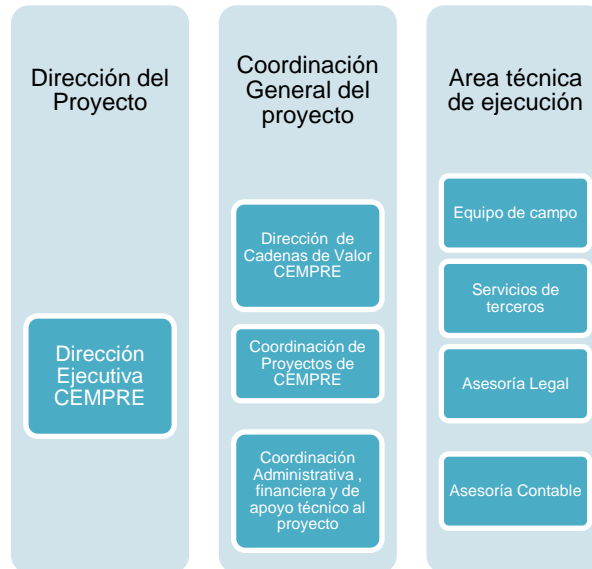 Dirección del
Proyecto
Dirección
Ejecutiva
CEMPRE
Coordinación
General del
proyecto
Dirección de
Cadenas de Valor
CEMPRE
Coordinación de
Proyectos de
CEMPRE
Coordinación
Administrativa ,
financiera y de
apoyo técnico al
proyecto
Area técnica
de ejecución
Equipo de campo
Servicios de
terceros
Asesoría Legal
Asesoría Contable